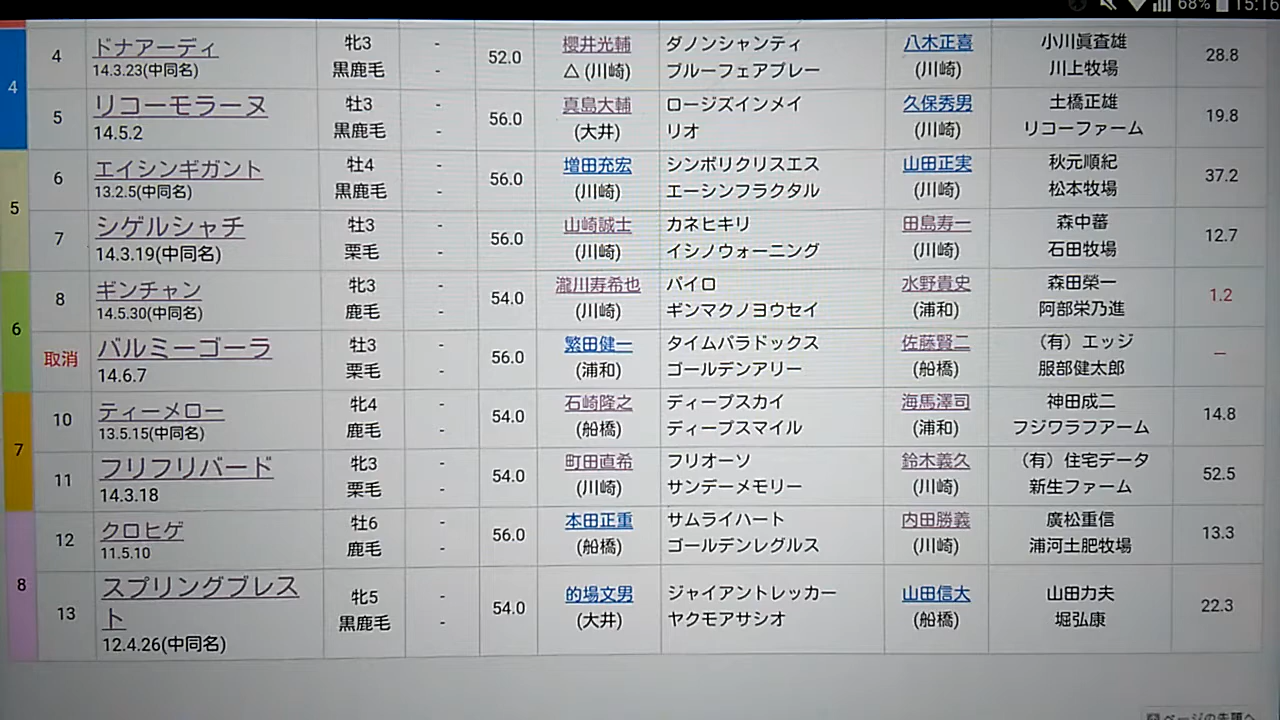 68% 15:16
4
4 ドナアーディ 牝3 - 52.0 櫻井光輔 ダノンシャンティ 八木正喜 小川眞査雄 28.8
14.3.23(中同名) 黒鹿毛 - △(川崎) ブルーフェアプレー (川崎) 川上牧場
5 リコーモラーヌ 牡3 - 56.0 真島大輔 ロージズインメイ 久保秀男 土橋正雄 19.8
14.5.2 黒鹿毛 - (大井) リオ (川崎) リコーファーム
5
6 エイシンギガント 牡4 - 56.0 増田充宏 シンボリクリスエス 山田正実 秋元順紀 37.2
13.2.5(中同名) 黒鹿毛 - (川崎) エーシンフラクタル (川崎) 松本牧場
7 シゲルシャチ 牡3 - 56.0 山崎誠士 カネヒキリ 田島寿一 森中蕃 12.7
14.3.19(中同名) 栗毛 - (川崎) イシノウォーニング (川崎) 石田牧場
6
8 ギンチャン 牝3 - 54.0 瀧川寿希也 パイロ 水野貴史 森田榮一 1.2
14.5.30(中同名) 鹿毛 - (川崎) ギンマクノヨウセイ (浦和) 阿部栄乃進
取消 バルミーゴーラ 牡3 - 56.0 繁田健一 タイムパラドックス 佐藤賢二 (有)エッジ －
14.6.7 栗毛 - (浦和) ゴールデンアリー (船橋) 服部健太郎
7
10 ティーメロー 牝4 - 54.0 石崎隆之 ディープスカイ 海馬澤司 神田成二 14.8
13.5.15(中同名) 鹿毛 - (船橋) ディープスマイル (浦和) フジワラフアーム
11 フリフリバード 牝3 - 54.0 町田直希 フリオーソ 鈴木義久 (有)住宅データ 52.5
14.3.18 栗毛 - (川崎) サンデーメモリー (川崎) 新生ファーム
8
12 クロヒゲ 牡6 - 56.0 本田正重 サムライハート 内田勝義 廣松重信 13.3
11.5.10 鹿毛 - (船橋) ゴールデンレグルス (川崎) 浦河土肥牧場
13 スプリングブレスト 牝5 - 54.0 的場文男 ジャイアントレッカー 山田信大 山田力夫 22.3
12.4.26(中同名) 黒鹿毛 - (大井) ヤクモアサシオ (船橋) 堀弘康
ページの先頭へ